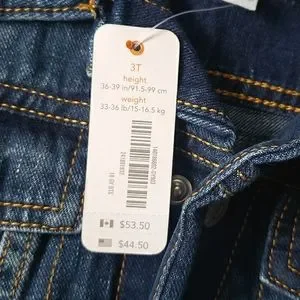 3T
height
36-39 in/91.5-99 cm
weight
33-36 lb/15-16.5 kg
$53.50
$44.50